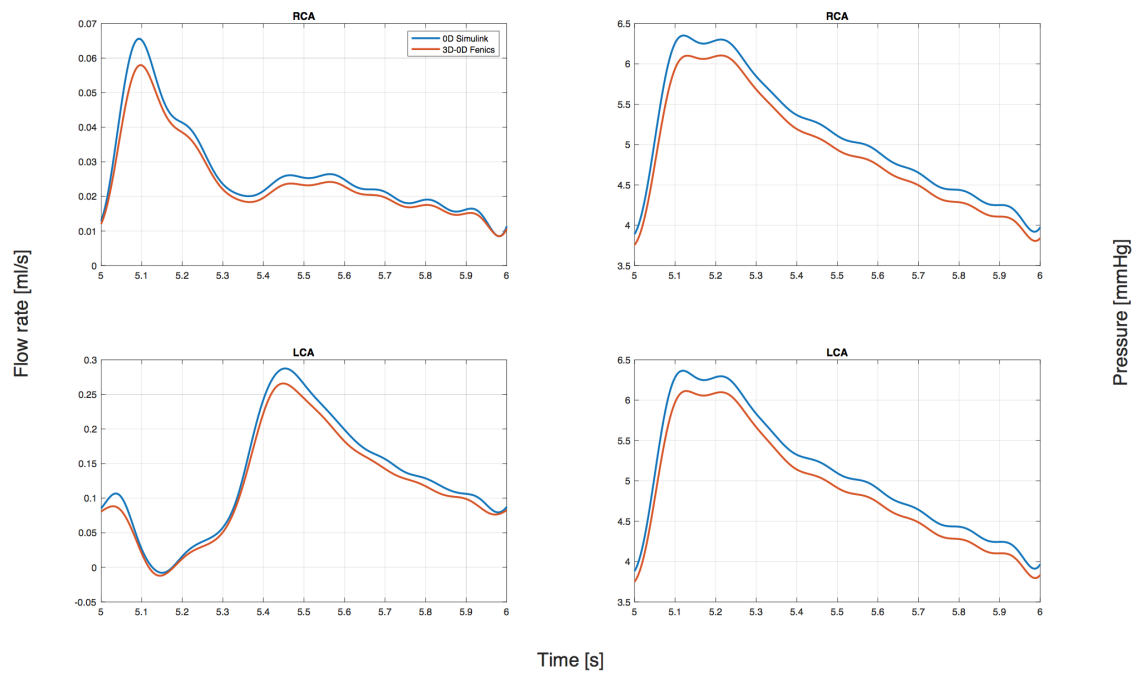 RCA
0.07
0.06
0.05
0.04
0.03
0.02
0.01
0
5 5.1 5.2 5.3 5.4 5.5 5.6 5.7 5.8 5.9 6
0D Simulink
3D-0D Fenics
RCA
6.5
6
5.5
5
4.5
4
3.5
5 5.1 5.2 5.3 5.4 5.5 5.6 5.7 5.8 5.9 6
Flow rate [ml/s]
Pressure [mmHg]
LCA
0.3
0.25
0.2
0.15
0.1
0.05
0
-0.05
5 5.1 5.2 5.3 5.4 5.5 5.6 5.7 5.8 5.9 6
LCA
6.5
6
5.5
5
4.5
4
3.5
5 5.1 5.2 5.3 5.4 5.5 5.6 5.7 5.8 5.9 6
Time [s]